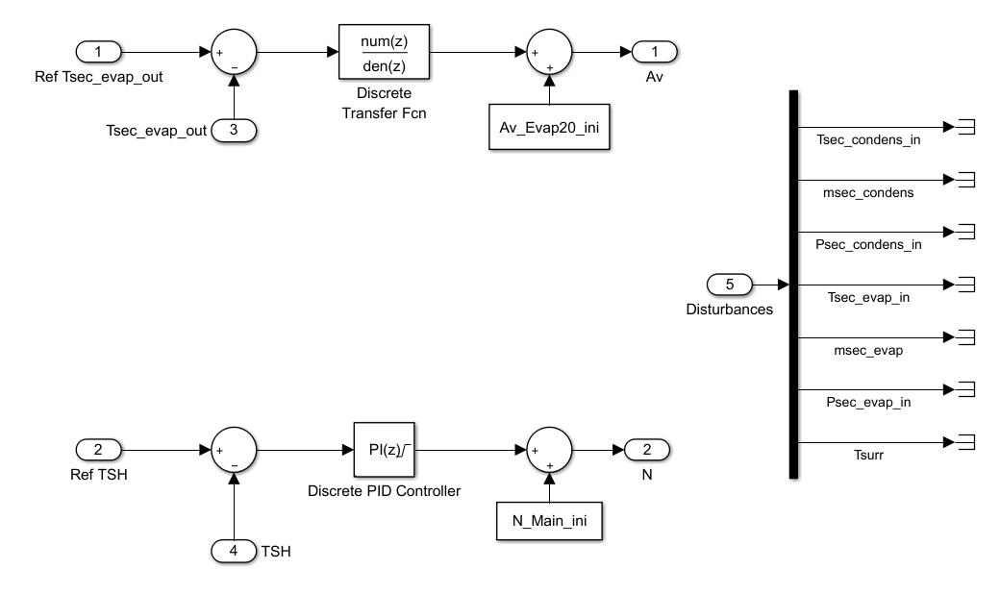 1
Ref Tsec_evap_out
+
−
Tsec_evap_out
3
num(z)
den(z)
Discrete
Transfer Fcn
+
+
Av_Evap20_ini
1
Av
5
Disturbances
Tsec_condens_in
msec_condens
Psec_condens_in
Tsec_evap_in
msec_evap
Psec_evap_in
Tsurr
2
Ref TSH
+
−
4
TSH
PI(z)
Discrete PID Controller
+
+
N_Main_ini
2
N